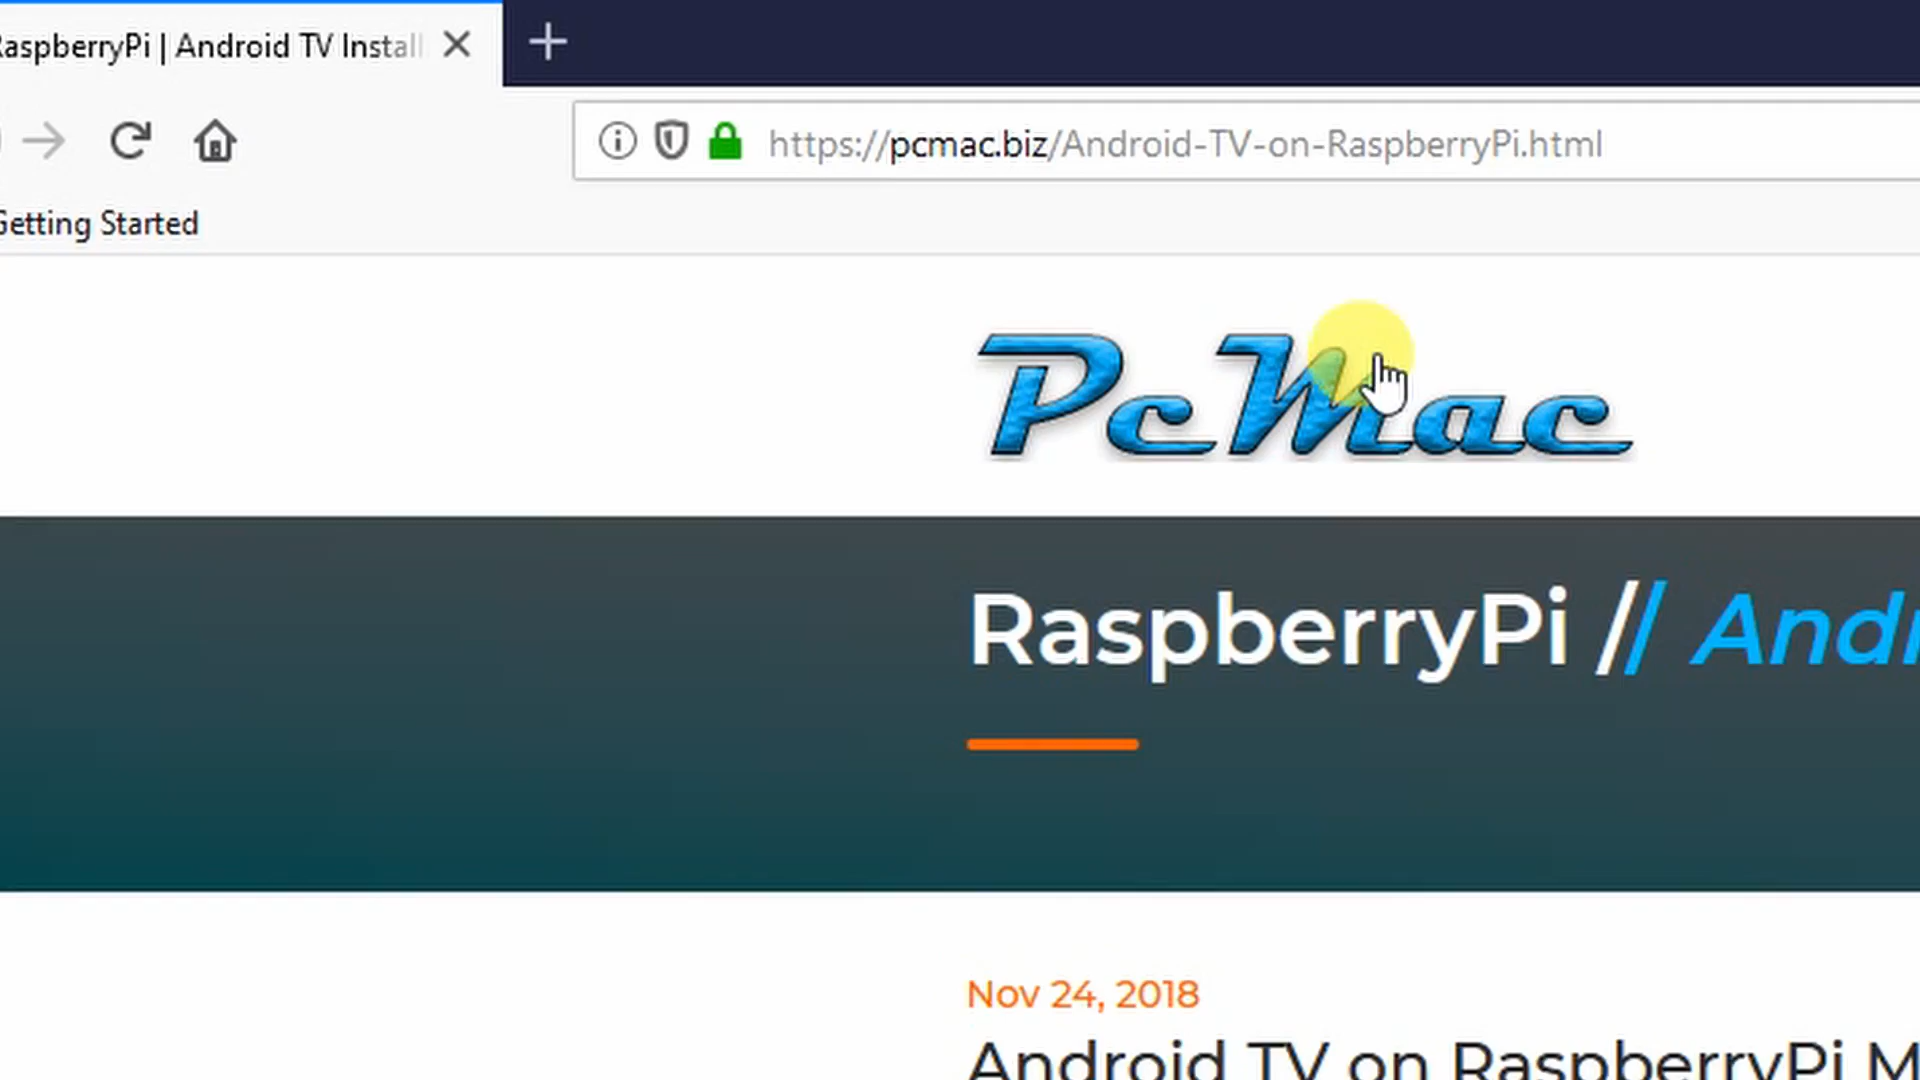 RaspberryPi | Android TV Install
https://pcmac.biz/Android-TV-on-RaspberryPi.html
Getting Started
PcMac
RaspberryPi // Andr
Nov 24, 2018
Android TV on RaspberryPi M